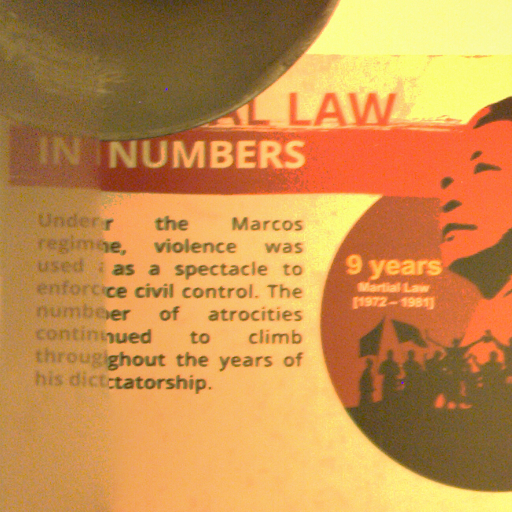 AL LAW
IN NUMBERS
Under the Marcos
regime, violence was
used as a spectacle to
enforce civil control. The
number of atrocities
continued to climb
throughout the years of
his dictatorship.
9 years
Martial Law
[1972 – 1981]